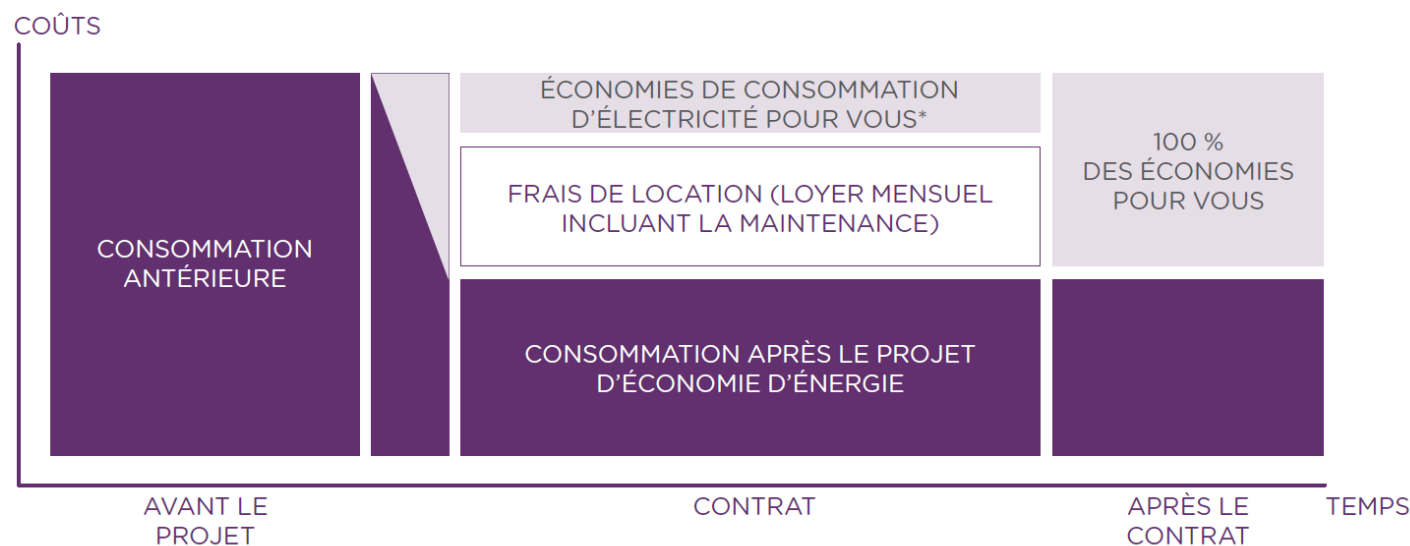 COÛTS
CONSOMMATION
ANTÉRIEURE
ÉCONOMIES DE CONSOMMATION
D'ÉLECTRICITÉ POUR VOUS*
FRAIS DE LOCATION (LOYER MENSUEL
INCLUANT LA MAINTENANCE)
CONSOMMATION APRÈS LE PROJET
D'ÉCONOMIE D'ÉNERGIE
100 %
DES ÉCONOMIES
POUR VOUS
AVANT LE
PROJET
CONTRAT
APRÈS LE
CONTRAT
TEMPS